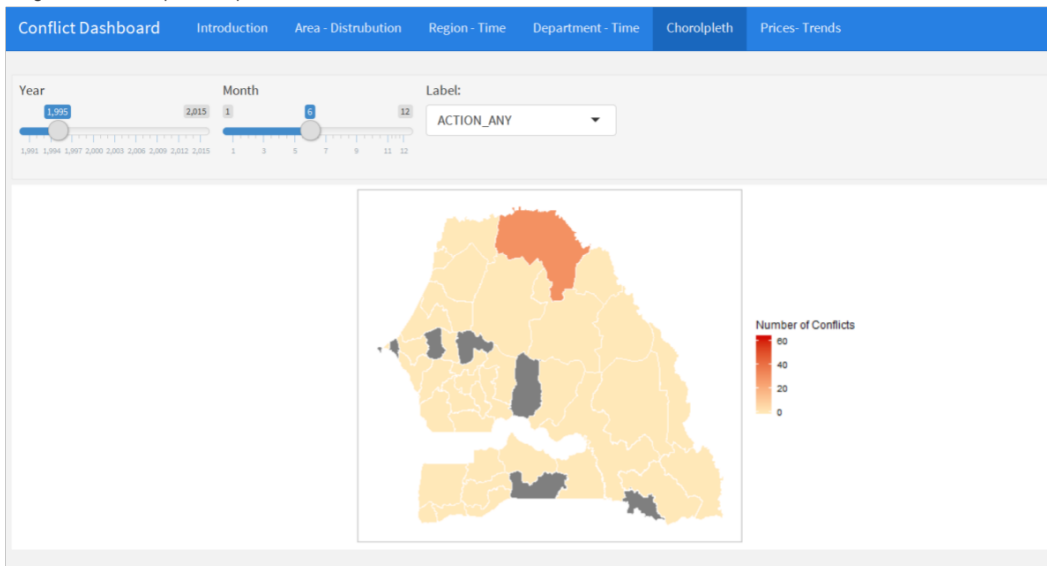 Conflict Dashboard Introduction Area - Distrubution Region - Time Department - Time Chorolpleth Prices- Trends
Year Month Label:
1,995 2,015 1 6 12 ACTION_ANY
1,991 1,994 1,997 2,000 2,003 2,006 2,009 2,012 2,015 1 3 5 7 9 11 12
Number of Conflicts
60
40
20
0